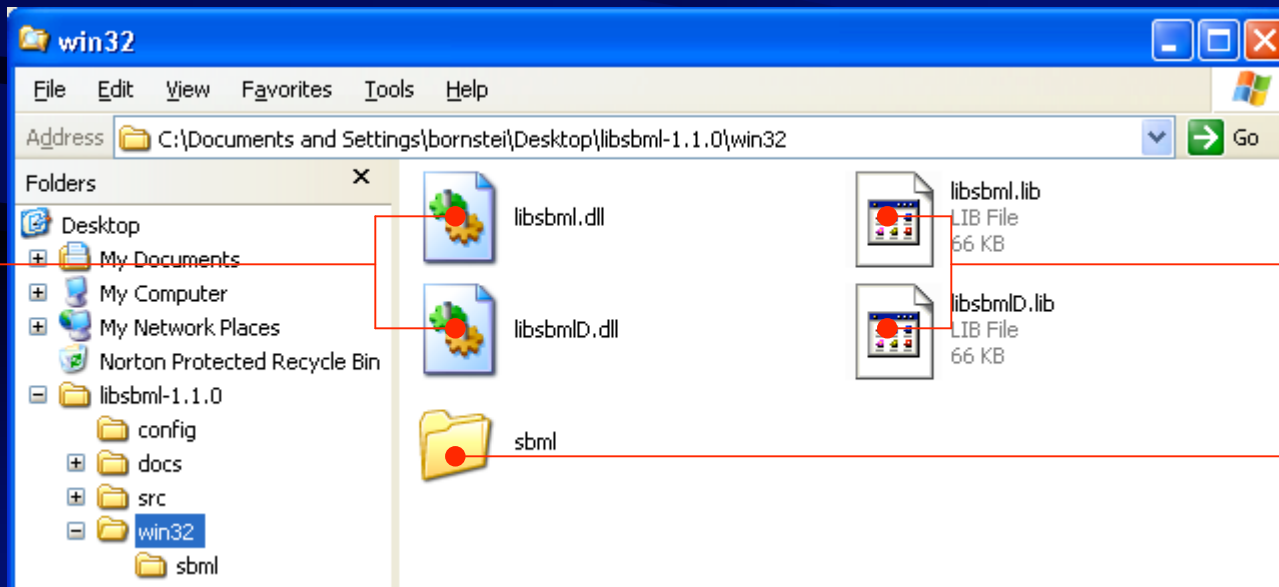 win32
File Edit View Favorites Tools Help
Address C:\Documents and Settings\bornstei\Desktop\libsbml-1.1.0\win32 Go
Folders
Desktop
My Documents
My Computer
My Network Places
Norton Protected Recycle Bin
libsbml-1.1.0
config
docs
src
win32
sbml
libsbml.dll
libsbml.lib
LIB File
66 KB
libsbmlD.dll
libsbmlD.lib
LIB File
66 KB
sbml